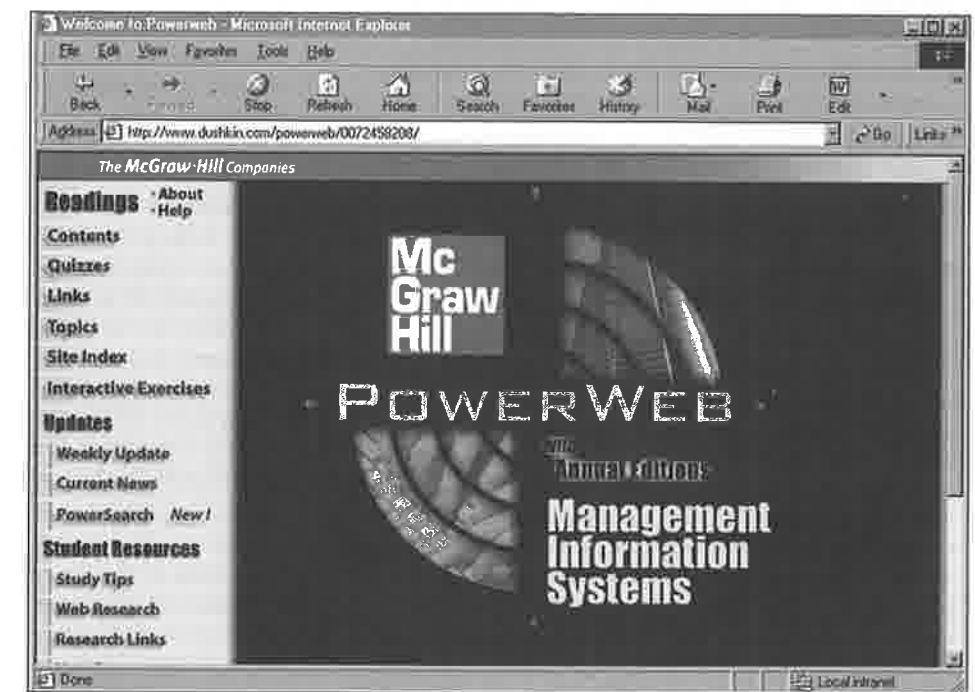 Welcome to Powerweb - Microsoft Internet Explorer
File Edit View Favorites Tools Help
Back Forward Stop Refresh Home Search Favorites History Mail Print Edit
Address http://www.dushkin.com/powerweb/0072458208/ Go Links »
The McGraw·Hill Companies
Readings · About
· Help
Contents
Quizzes
Links
Topics
Site Index
Interactive Exercises
Updates
Weekly Update
Current News
PowerSearch New!
Student Resources
Study Tips
Web Research
Research Links
Mc
Graw
Hill
POWERWEB
Annual Editions
Management
Information
Systems
Done Local intranet